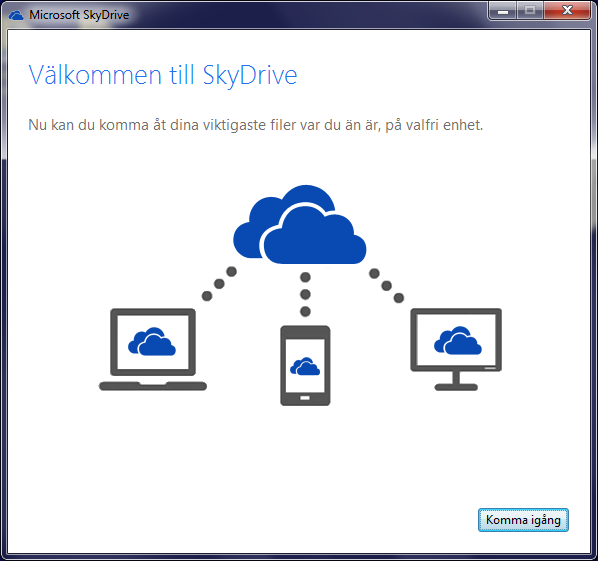 Microsoft SkyDrive
Välkommen till SkyDrive
Nu kan du komma åt dina viktigaste filer var du än är, på valfri enhet.
Komma igång